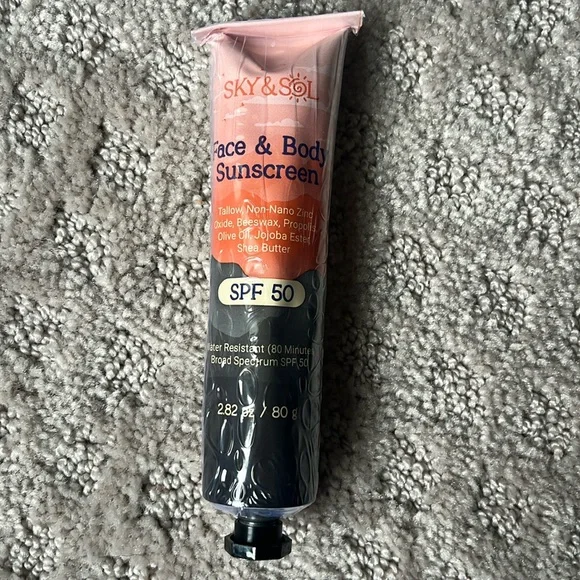 SKY & SOL
Face & Body
Sunscreen
Tallow, Non-Nano Zinc
Oxide, Beeswax, Propolis,
Olive Oil, Jojoba Ester
Shea Butter
SPF 50
Water Resistant (80 Minutes)
Broad Spectrum SPF 50
2.82 oz / 80 g